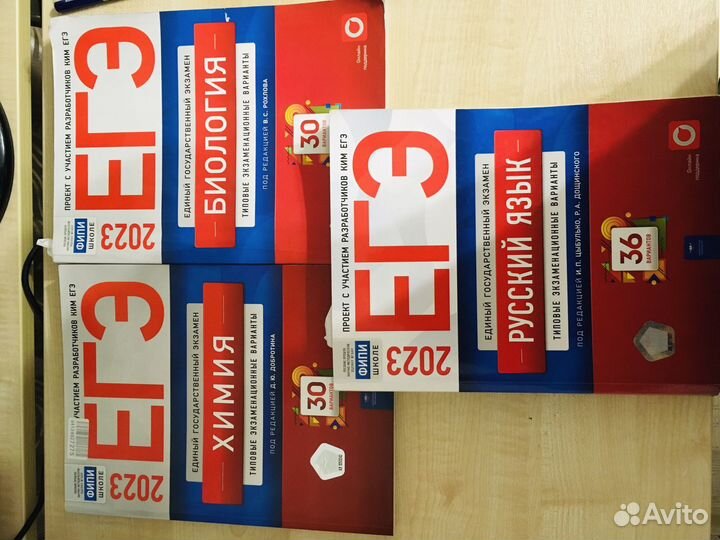 ПРОЕКТ С УЧАСТИЕМ РАЗРАБОТЧИКОВ КИМ ЕГЭ
ЕГЭ
2023
ФИПИ
ШКОЛЕ
ЕДИНЫЙ ГОСУДАРСТВЕННЫЙ ЭКЗАМЕН
БИОЛОГИЯ
ТИПОВЫЕ ЭКЗАМЕНАЦИОННЫЕ ВАРИАНТЫ
ПОД РЕДАКЦИЕЙ В. С. РОХЛОВА
30
ВАРИАНТОВ
Онлайн
поддержка
УЧАСТИЕМ РАЗРАБОТЧИКОВ КИМ ЕГЭ
ЕГЭ
2023
ФИПИ
ШКОЛЕ
ЕДИНЫЙ ГОСУДАРСТВЕННЫЙ ЭКЗАМЕН
ХИМИЯ
ТИПОВЫЕ ЭКЗАМЕНАЦИОННЫЕ ВАРИАНТЫ
ПОД РЕДАКЦИЕЙ Д. Ю. ДОБРОТИНА
30
ВАРИАНТОВ
ПРОЕКТ С УЧАСТИЕМ РАЗРАБОТЧИКОВ КИМ ЕГЭ
ЕГЭ
2023
ФИПИ
ШКОЛЕ
ЕДИНЫЙ ГОСУДАРСТВЕННЫЙ ЭКЗАМЕН
РУССКИЙ ЯЗЫК
ТИПОВЫЕ ЭКЗАМЕНАЦИОННЫЕ ВАРИАНТЫ
ПОД РЕДАКЦИЕЙ И. П. ЦЫБУЛЬКО, Р. А. ДОЩИНСКОГО
36
ВАРИАНТОВ
Онлайн
поддержка
Avito